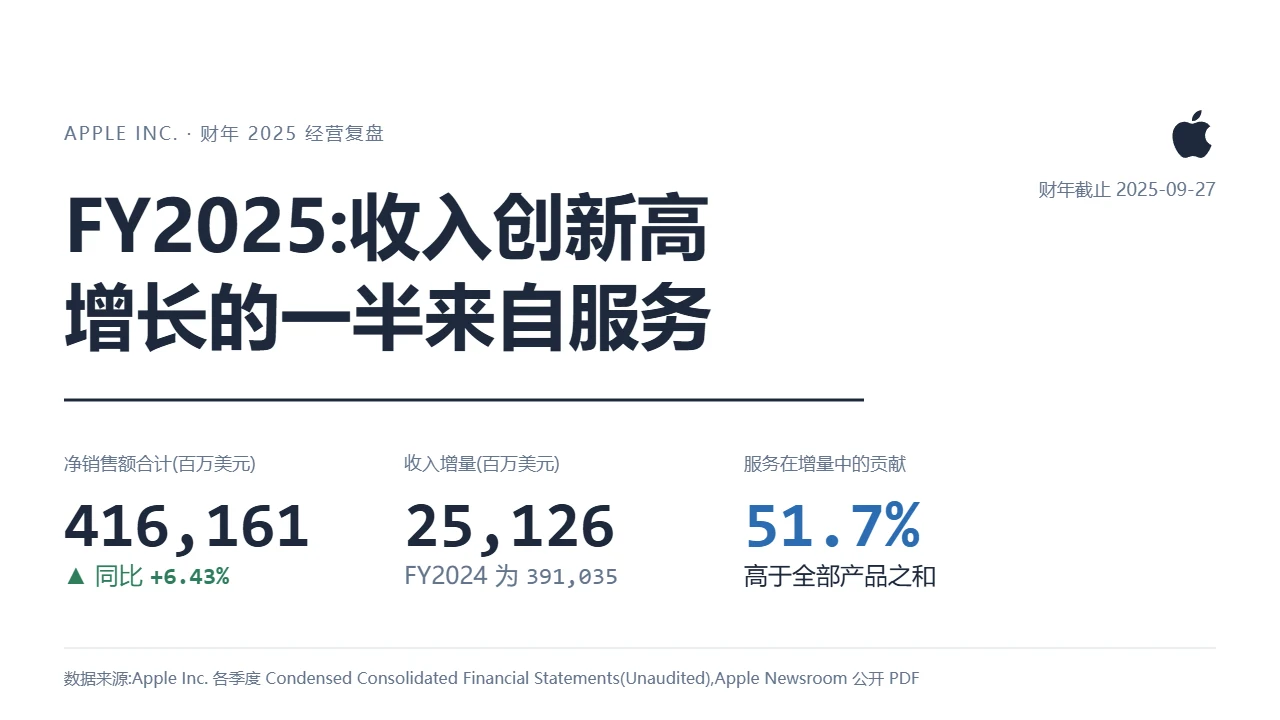 APPLE INC. · 财年 2025 经营复盘
财年截止 2025-09-27
FY2025:收入创新高
增长的一半来自服务
净销售额合计(百万美元)
416,161
▲ 同比 +6.43%
收入增量(百万美元)
25,126
FY2024 为 391,035
服务在增量中的贡献
51.7%
高于全部产品之和
数据来源:Apple Inc. 各季度 Condensed Consolidated Financial Statements(Unaudited),Apple Newsroom 公开 PDF